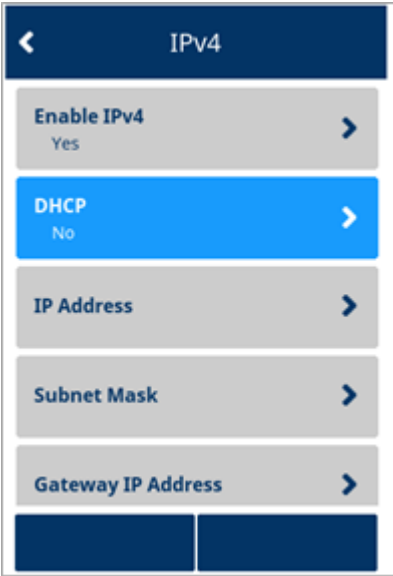 IPv4
Enable IPv4
Yes
DHCP
No
IP Address
Subnet Mask
Gateway IP Address